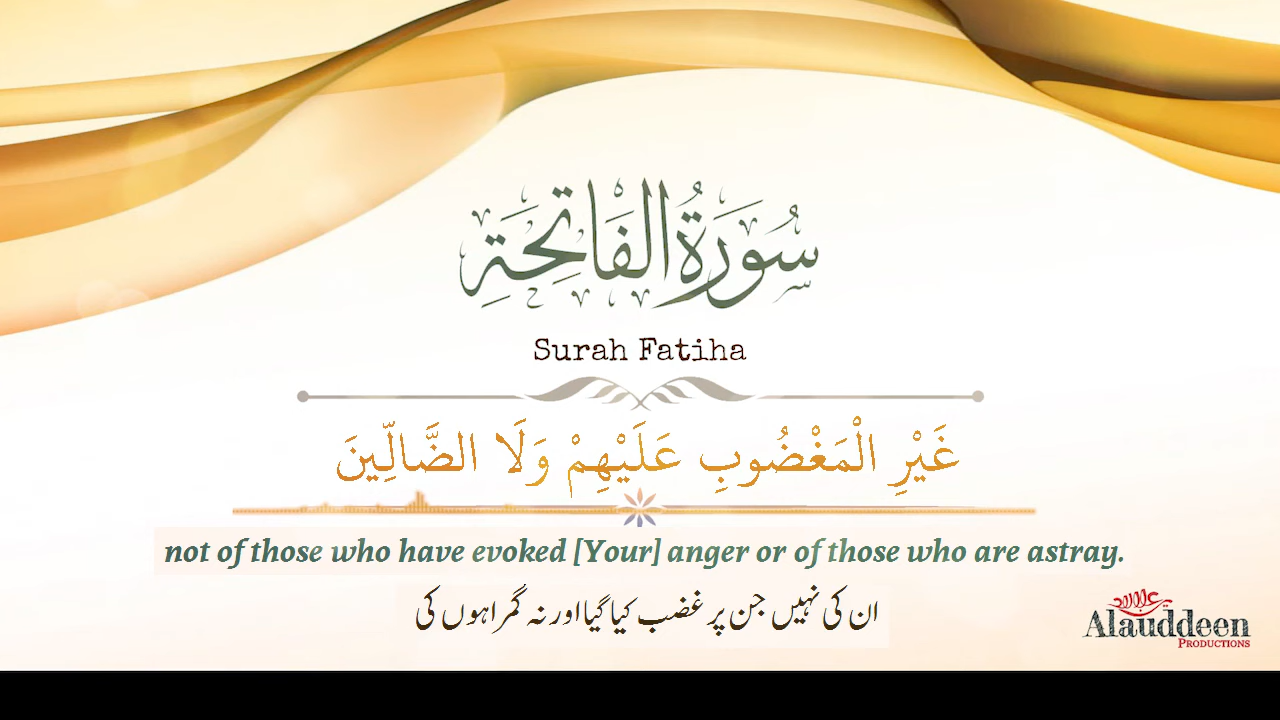 سُورَةُ الْفَاتِحَةِ
Surah Fatiha
غَيْرِ الْمَغْضُوبِ عَلَيْهِمْ وَلَا الضَّالِّينَ
not of those who have evoked [Your] anger or of those who are astray.
ان کی نہیں جن پر غضب کیا گیا اور نہ گمراہوں کی
Alauddeen
PRODUCTIONS